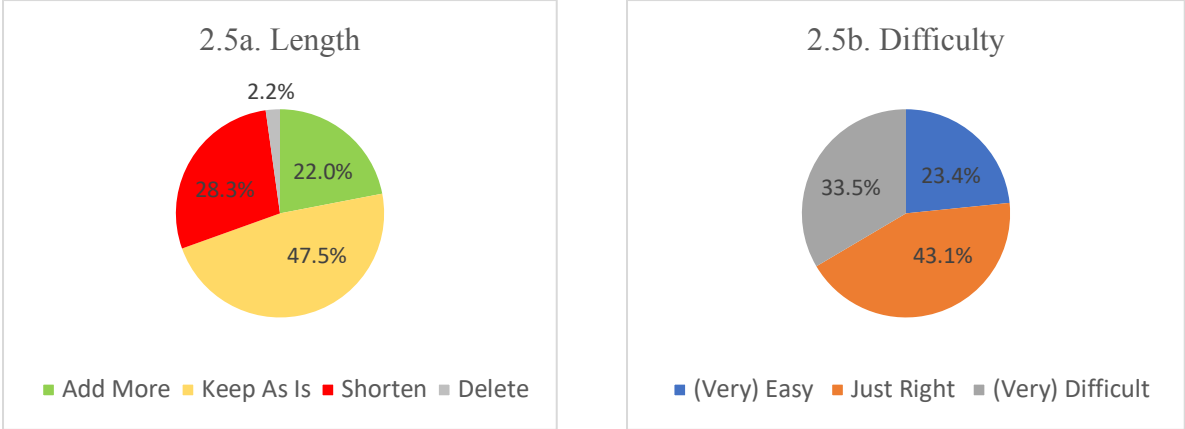 2.5a. Length
2.2%
22.0%
28.3%
47.5%
Add More Keep As Is Shorten Delete
2.5b. Difficulty
23.4%
33.5%
43.1%
(Very) Easy Just Right (Very) Difficult